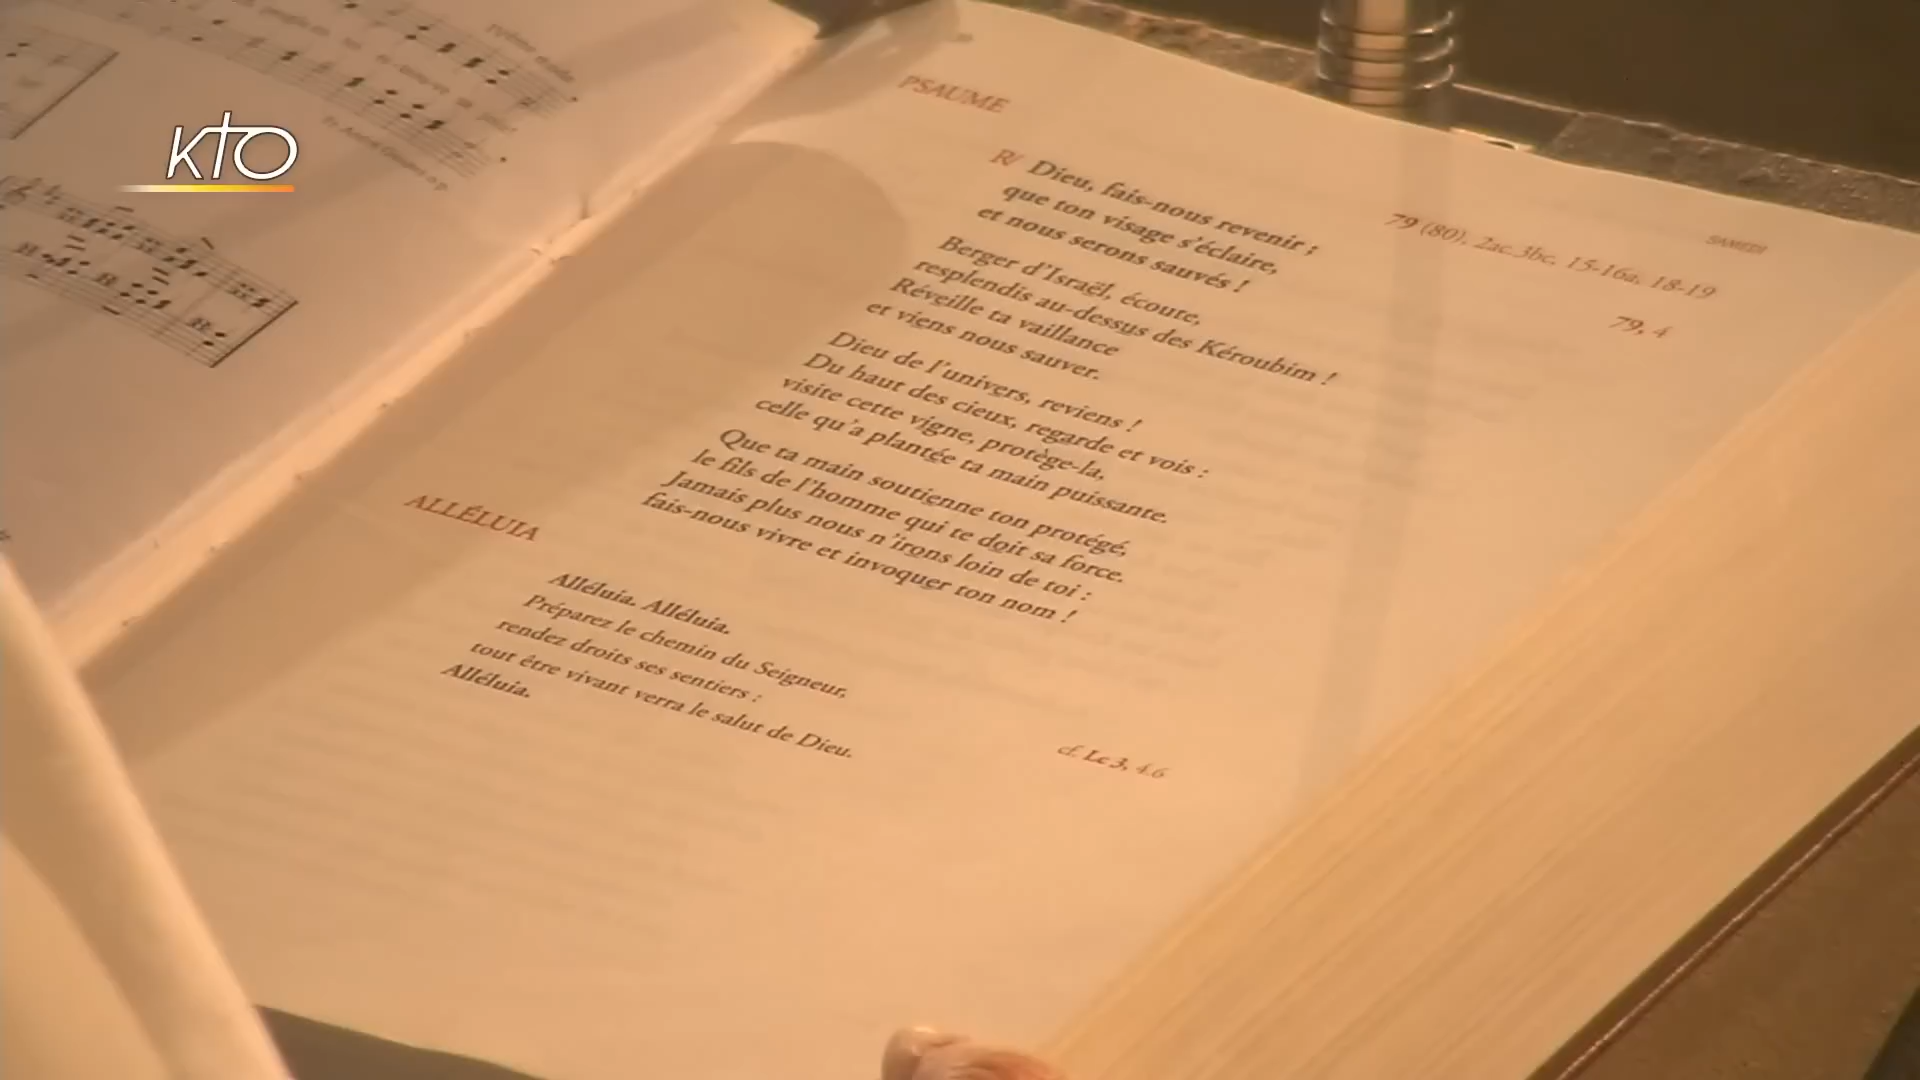 KTO
PSAUME
SAMEDI
79 (80), 2ac.3bc, 15-16a, 18-19
R/ Dieu, fais-nous revenir ;
que ton visage s'éclaire,
et nous serons sauvés !
79, 4
Berger d'Israël, écoute,
resplendis au-dessus des Kéroubim !
Réveille ta vaillance
et viens nous sauver.
Dieu de l'univers, reviens !
Du haut des cieux, regarde et vois :
visite cette vigne, protège-la,
celle qu'a plantée ta main puissante.
Que ta main soutienne ton protégé,
le fils de l'homme qui te doit sa force.
Jamais plus nous n'irons loin de toi :
fais-nous vivre et invoquer ton nom !
ALLÉLUIA
Alléluia. Alléluia.
Préparez le chemin du Seigneur,
rendez droits ses sentiers :
tout être vivant verra le salut de Dieu.
Alléluia.
cf. Lc 3, 4.6